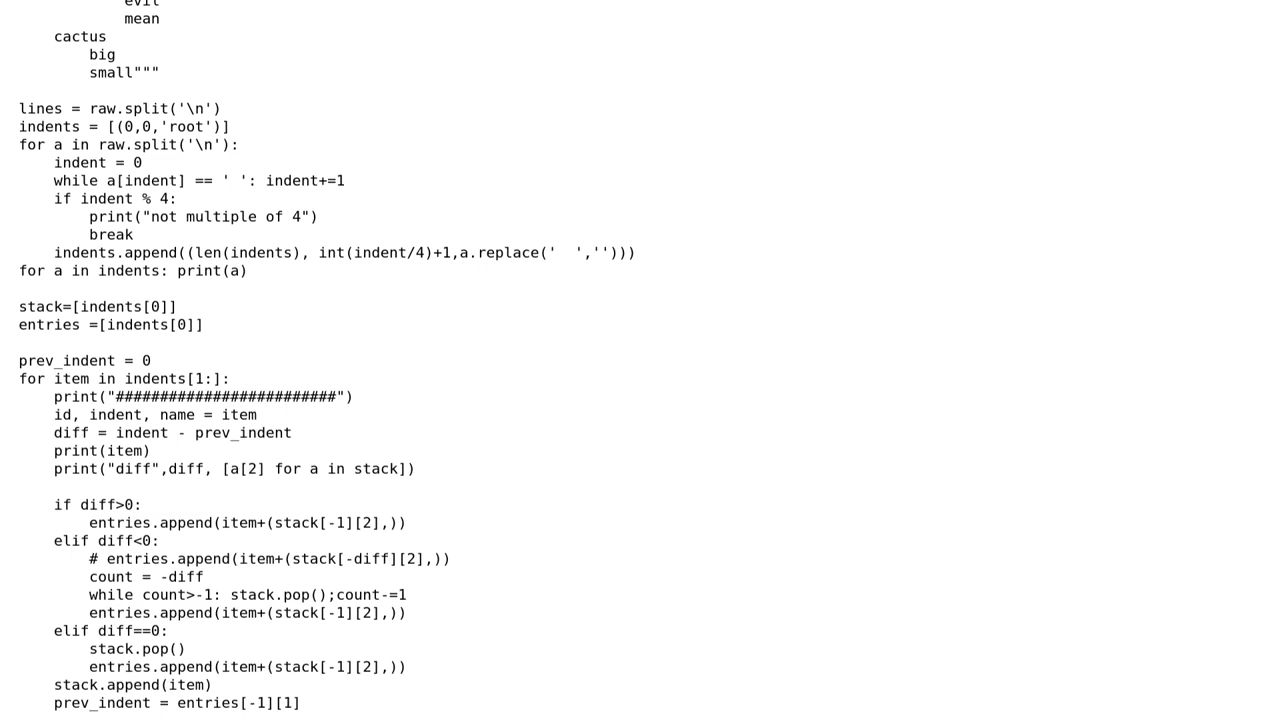 evil
                mean
        cactus
            big
            small"""

    lines = raw.split('\n')
    indents = [(0,0,'root')]
    for a in raw.split('\n'):
        indent = 0
        while a[indent] == ' ': indent+=1
        if indent % 4:
            print("not multiple of 4")
            break
        indents.append((len(indents), int(indent/4)+1,a.replace('  ','')))
    for a in indents: print(a)

    stack=[indents[0]]
    entries =[indents[0]]

    prev_indent = 0
    for item in indents[1:]:
        print("#########################")
        id, indent, name = item
        diff = indent - prev_indent
        print(item)
        print("diff",diff, [a[2] for a in stack])

        if diff>0:
            entries.append(item+(stack[-1][2],))
        elif diff<0:
            # entries.append(item+(stack[-diff][2],))
            count = -diff
            while count>-1: stack.pop();count-=1
            entries.append(item+(stack[-1][2],))
        elif diff==0:
            stack.pop()
            entries.append(item+(stack[-1][2],))
        stack.append(item)
        prev_indent = entries[-1][1]